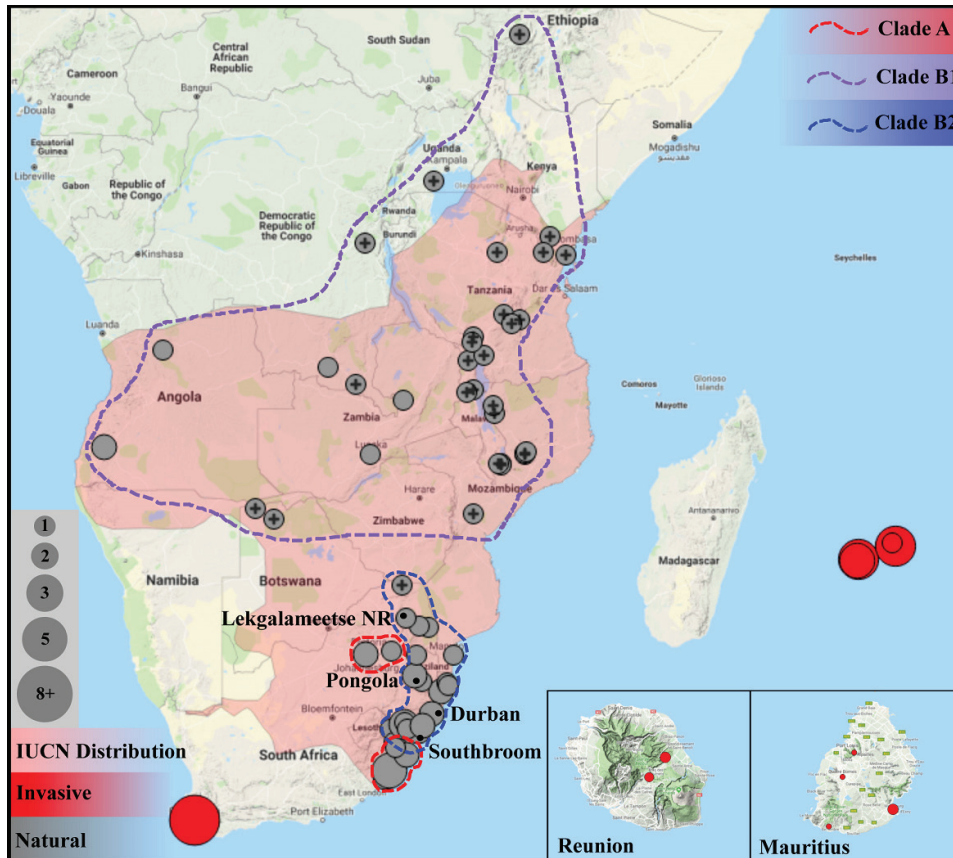 Ethiopia
South Sudan
Central
African
Republic
Clade A
Cameroon
Bangui
Juba
Clade B1
Yaounde
Douala
Somalia
Clade B2
Equatorial
Guinea
Uganda
Kampala
Mogadishu
Libreville
Kenya
Gabon
Republic of
the Congo
Nairobi
Democratic
Republic of
the Congo
Rwanda
Burundi
Arusha
Kinshasa
Seychelles
Tanzania
Dar es Salaam
Luanda
Comoros
Glorioso
Islands
Mayotte
Angola
Zambia
Lusaka
Harare
Mozambique
Antananarivo
Zimbabwe
1
2
Madagascar
Namibia
Botswana
3
Lekgalameetse NR
5
Pongola
8+
Durban
Bloemfontein
Lesotho
Southbroom
IUCN Distribution
South Africa
Invasive
East London
Port Elizabeth
Natural
Reunion
Mauritius